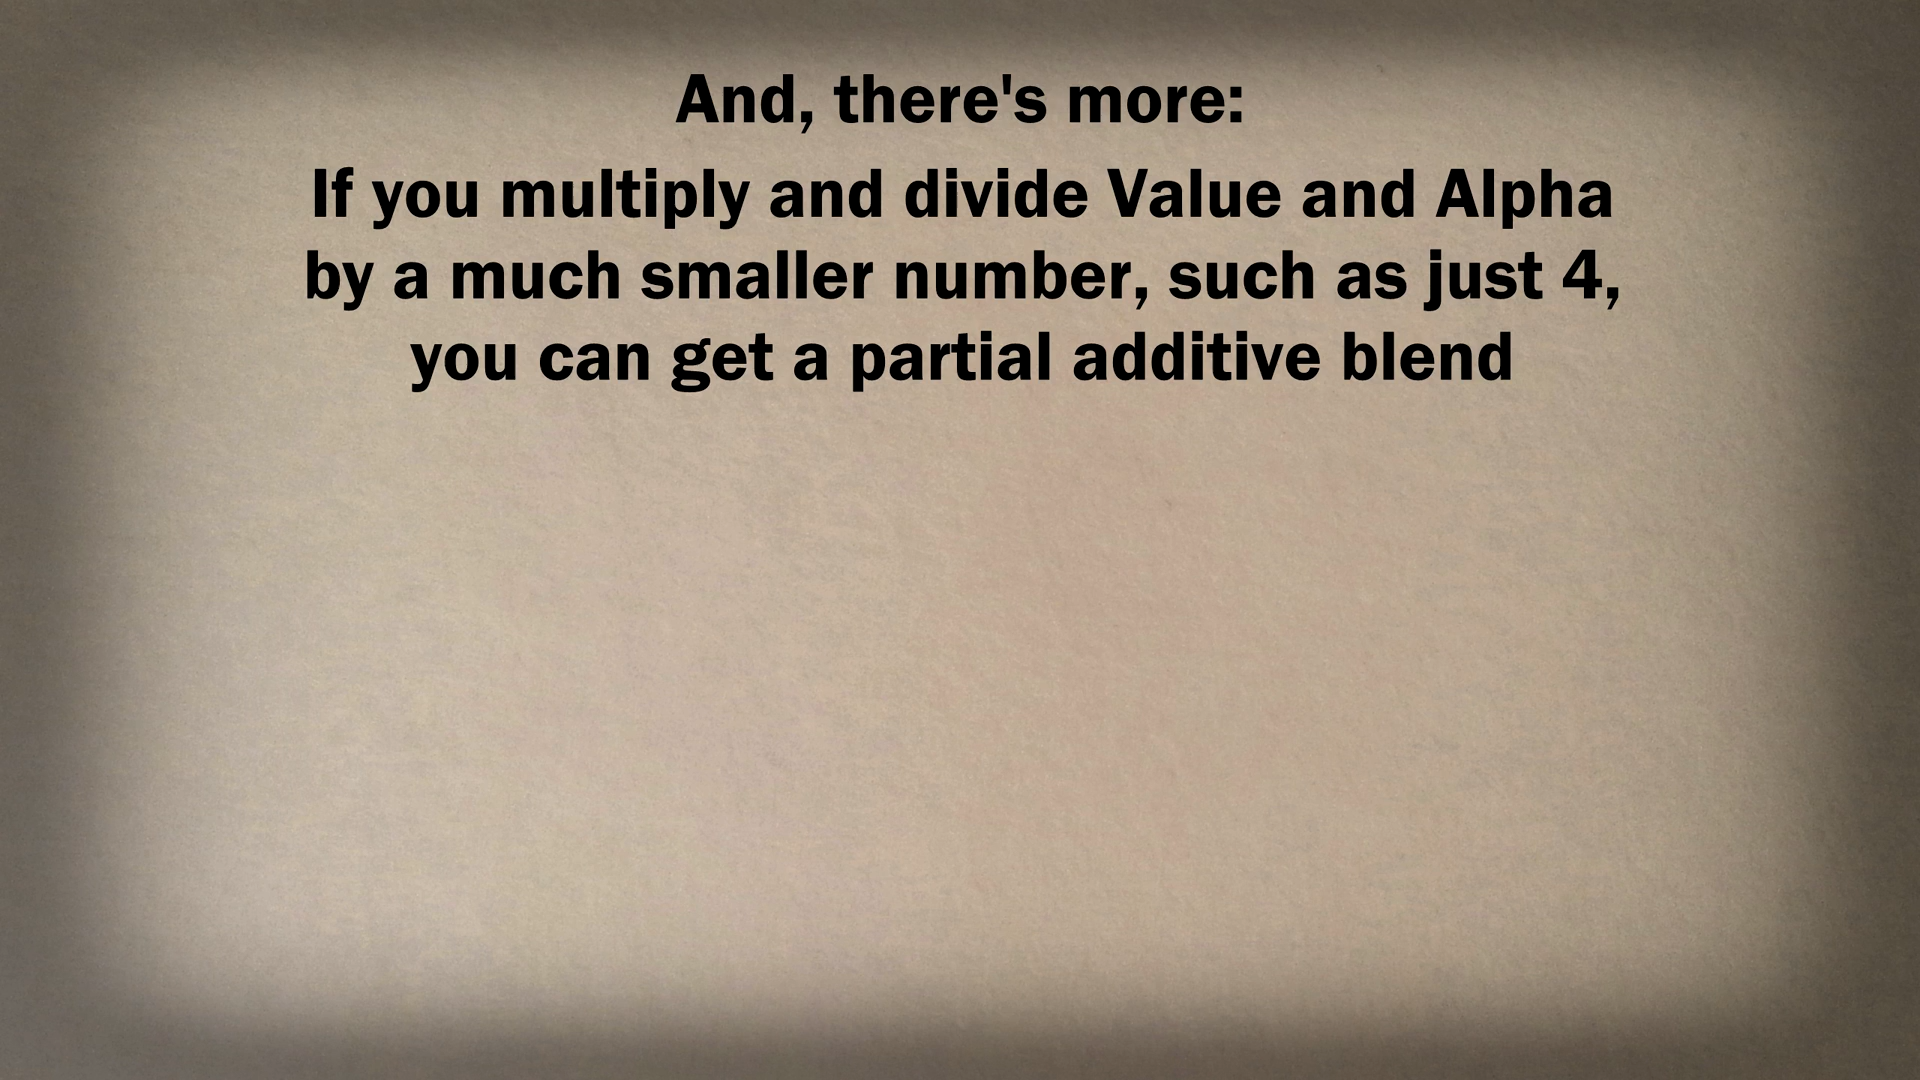 And, there's more:
If you multiply and divide Value and Alpha
by a much smaller number, such as just 4,
you can get a partial additive blend